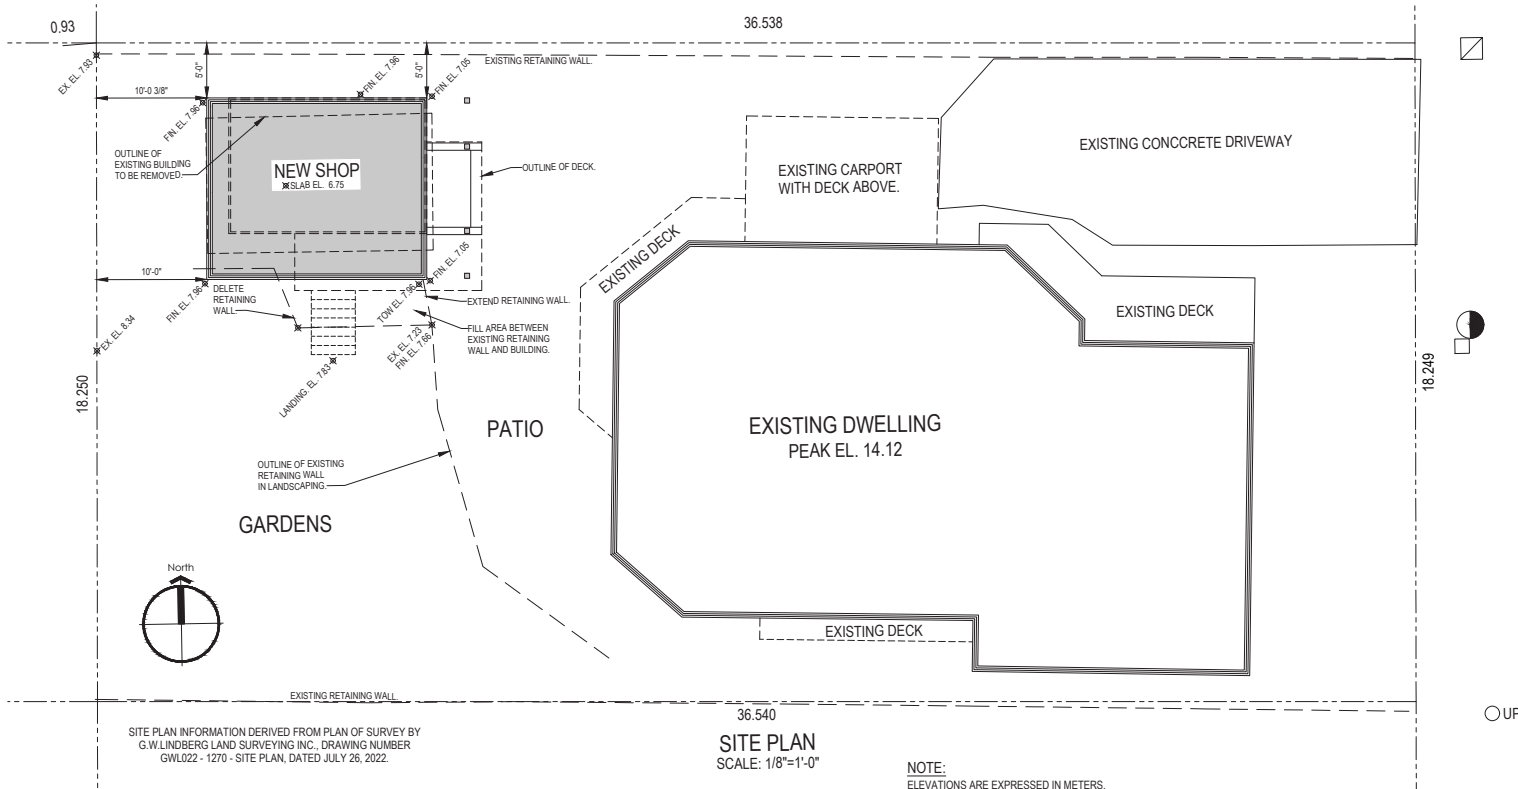 0.93
36.538
EX. EL. 7.93
5'-0"
FIN. EL. 7.96
5'-0"
FIN. EL. 7.05
EXISTING RETAINING WALL.
10'-0 3/8"
FIN. EL. 7.96
OUTLINE OF
EXISTING BUILDING
TO BE REMOVED.
NEW SHOP
SLAB EL. 6.75
OUTLINE OF DECK.
EXISTING CARPORT
WITH DECK ABOVE.
EXISTING CONCCRETE DRIVEWAY
EXISTING DECK
10'-0"
FIN. EL. 7.05
DELETE
RETAINING
WALL
FIN. EL. 7.96
TOW EL. 7.96
EXTEND RETAINING WALL.
EXISTING DECK
EX. EL. 8.34
EX. EL. 7.23
FIN. EL. 7.66
FILL AREA BETWEEN
EXISTING RETAINING
WALL AND BUILDING.
LANDING. EL. 7.83
18.250
18.249
PATIO
EXISTING DWELLING
PEAK EL. 14.12
OUTLINE OF EXISTING
RETAINING WALL
IN LANDSCAPING.
GARDENS
North
EXISTING DECK
EXISTING RETAINING WALL
36.540
UP
SITE PLAN INFORMATION DERIVED FROM PLAN OF SURVEY BY
G.W.LINDBERG LAND SURVEYING INC., DRAWING NUMBER
GWL022 - 1270 - SITE PLAN, DATED JULY 26, 2022.
SITE PLAN
SCALE: 1/8"=1'-0"
NOTE:
ELEVATIONS ARE EXPRESSED IN METERS.